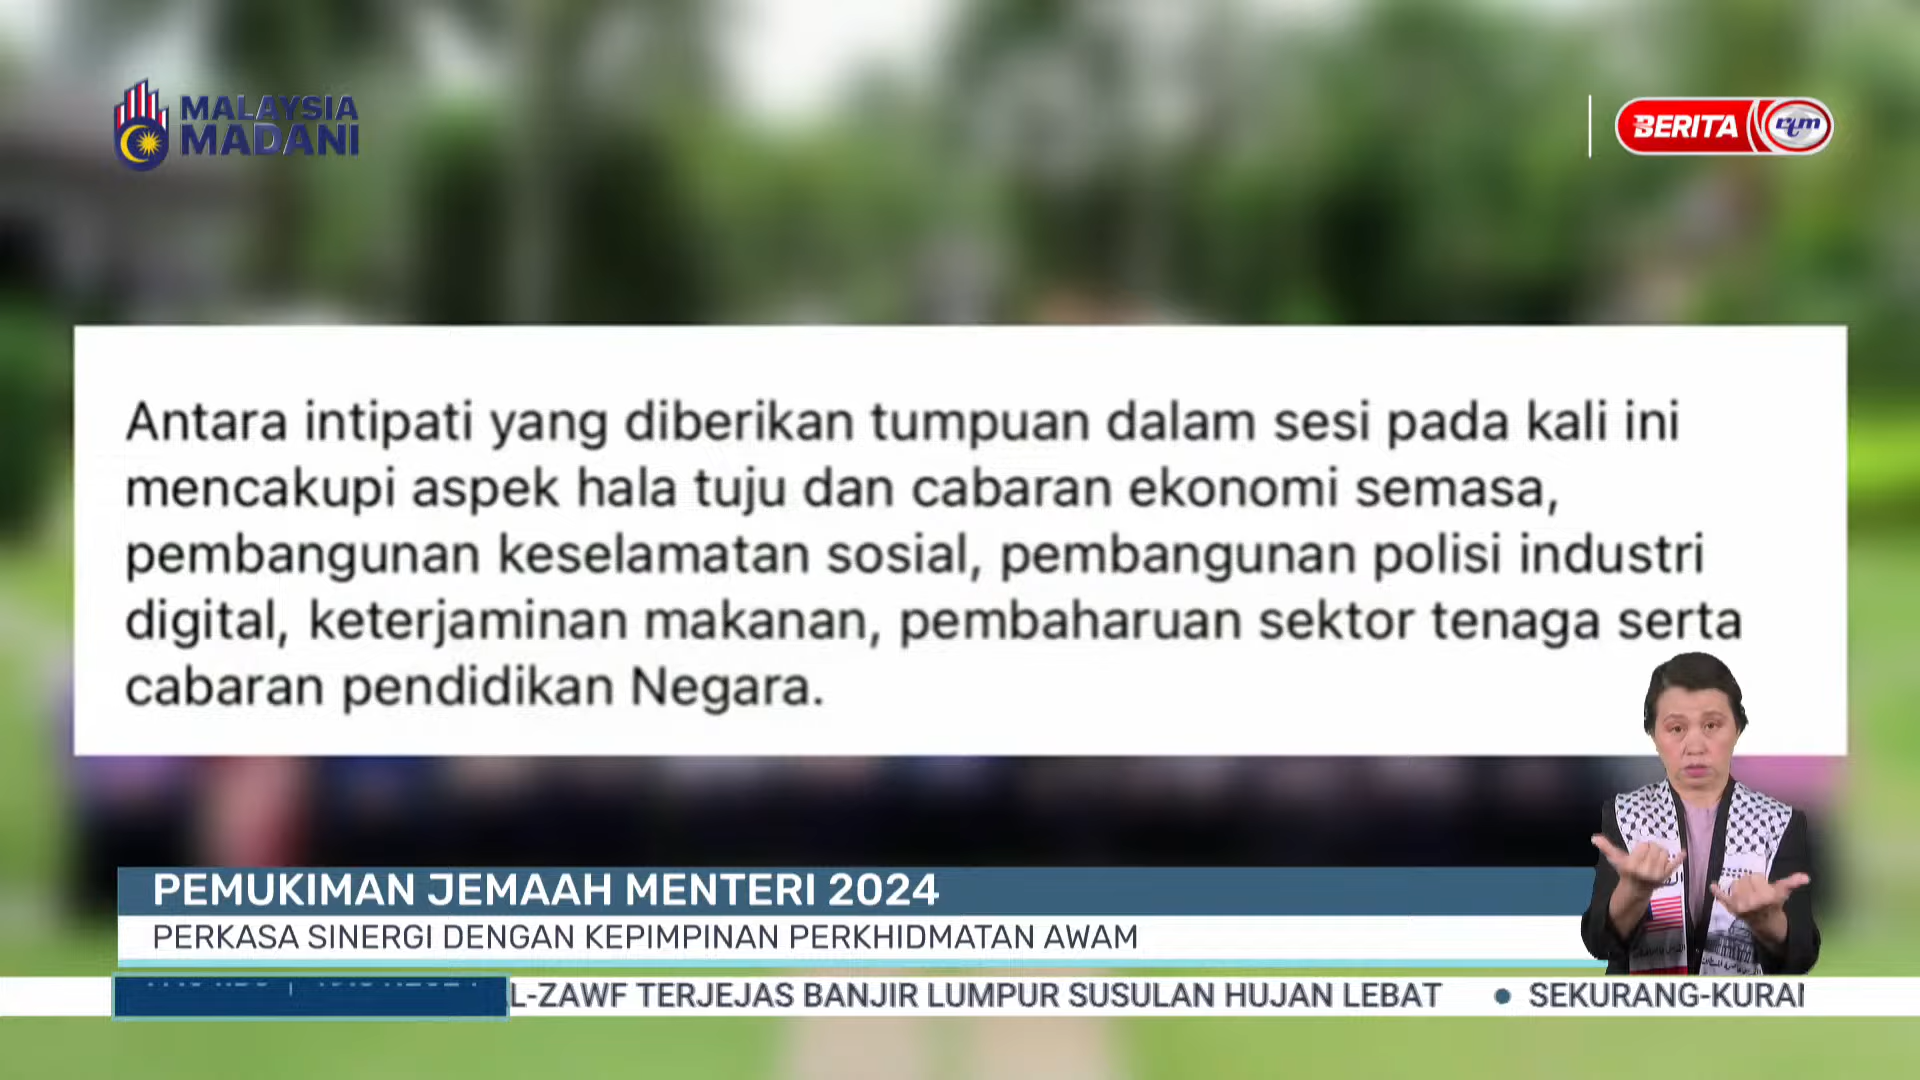 MALAYSIA
MADANI
BERITA rtm
Antara intipati yang diberikan tumpuan dalam sesi pada kali ini
mencakupi aspek hala tuju dan cabaran ekonomi semasa,
pembangunan keselamatan sosial, pembangunan polisi industri
digital, keterjaminan makanan, pembaharuan sektor tenaga serta
cabaran pendidikan Negara.
PEMUKIMAN JEMAAH MENTERI 2024
PERKASA SINERGI DENGAN KEPIMPINAN PERKHIDMATAN AWAM
L-ZAWF TERJEJAS BANJIR LUMPUR SUSULAN HUJAN LEBAT • SEKURANG-KURAN